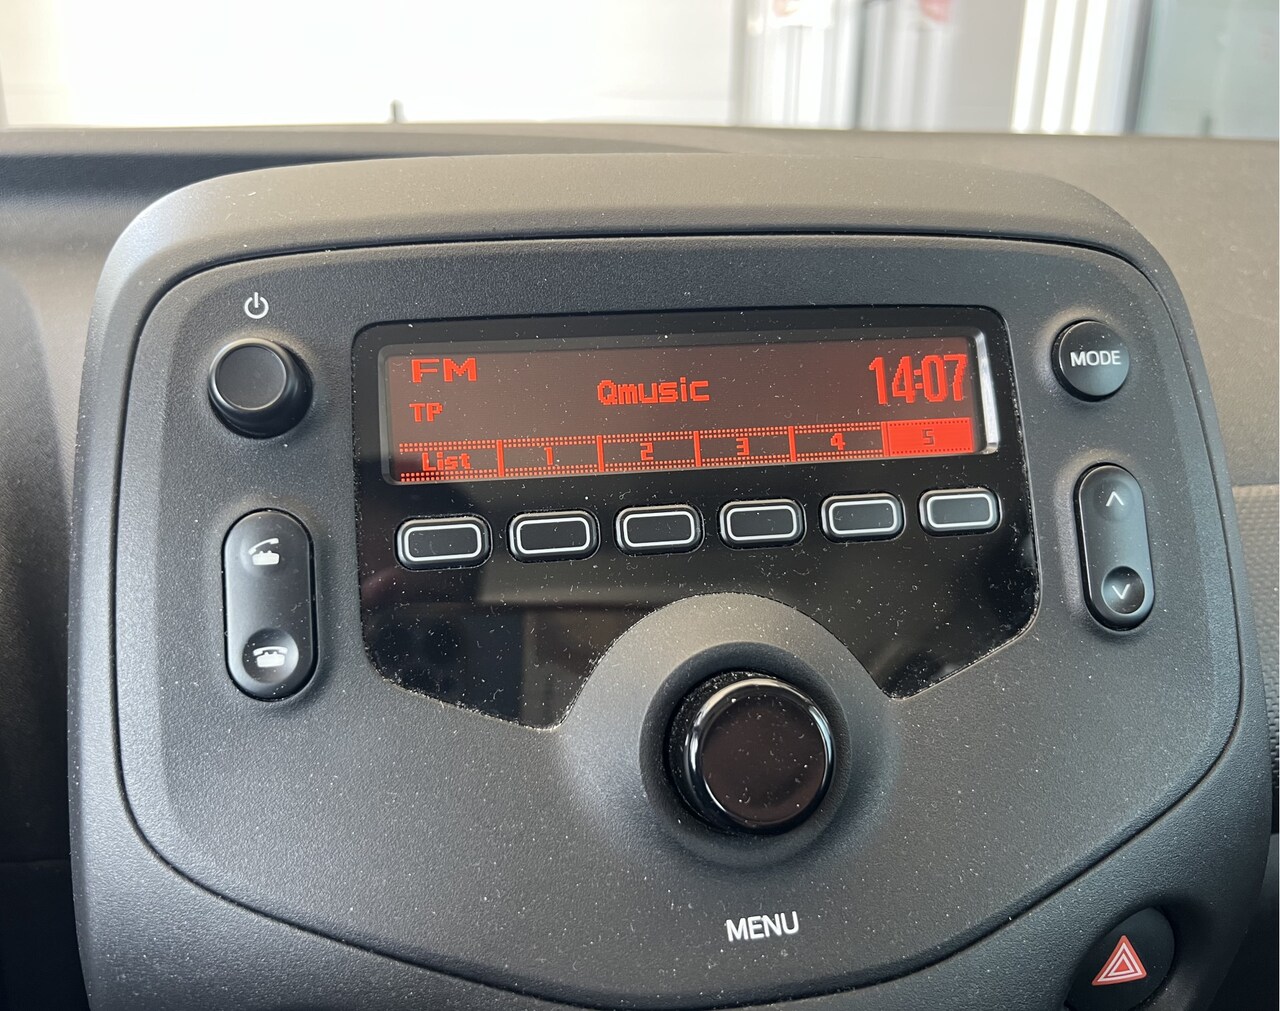 FM
Qmusic
14:07
TP
List 1 2 3 4 5
MODE
MENU